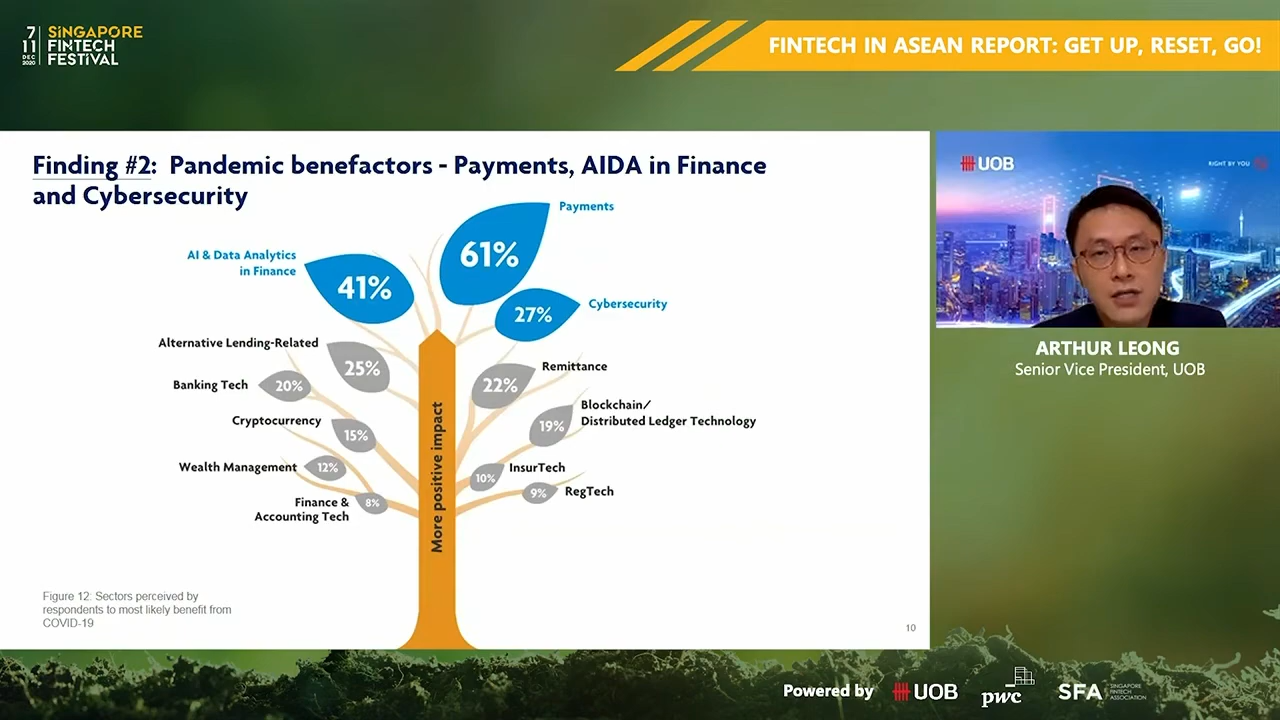 7
11
DEC
2020
SINGAPORE
FINTECH
FESTIVAL
FINTECH IN ASEAN REPORT: GET UP, RESET, GO!
Finding #2: Pandemic benefactors - Payments, AIDA in Finance
and Cybersecurity
Payments
61%
AI & Data Analytics
in Finance
41%
Cybersecurity
27%
Alternative Lending-Related
25%
Remittance
22%
Banking Tech
20%
Blockchain/
Distributed Ledger Technology
19%
Cryptocurrency
15%
Wealth Management
12%
InsurTech
10%
RegTech
9%
Finance &
Accounting Tech
8%
More positive impact
Figure 12: Sectors perceived by
respondents to most likely benefit from
COVID-19
10
UOB
RIGHT BY YOU
ARTHUR LEONG
Senior Vice President, UOB
Powered by
UOB
pwc
SFA
SINGAPORE
FINTECH
ASSOCIATION